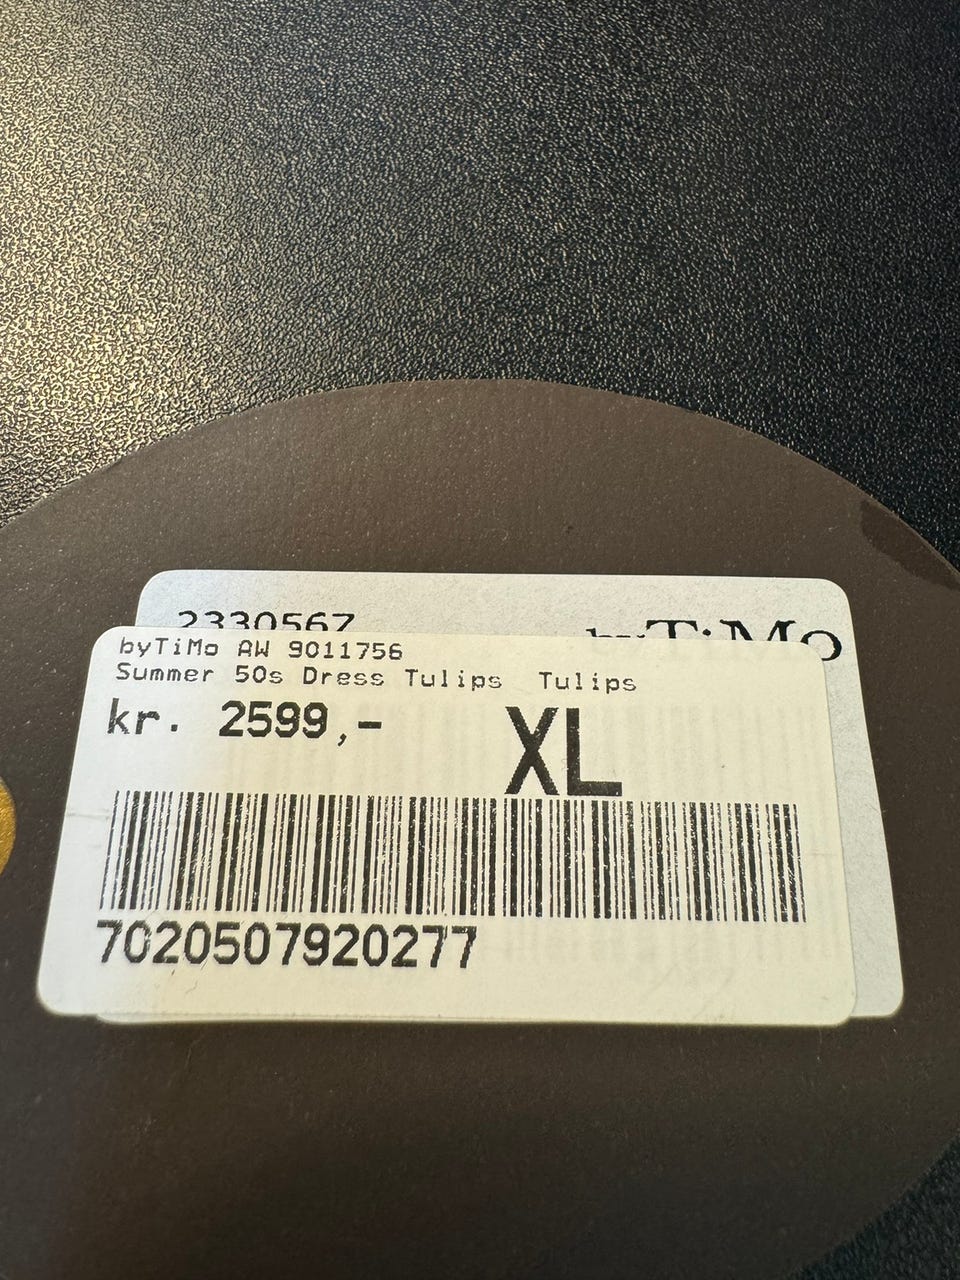 2330567
byTiMo
byTiMo AW 9011756
Summer 50s Dress Tulips Tulips
kr. 2599,- XL
7020507920277